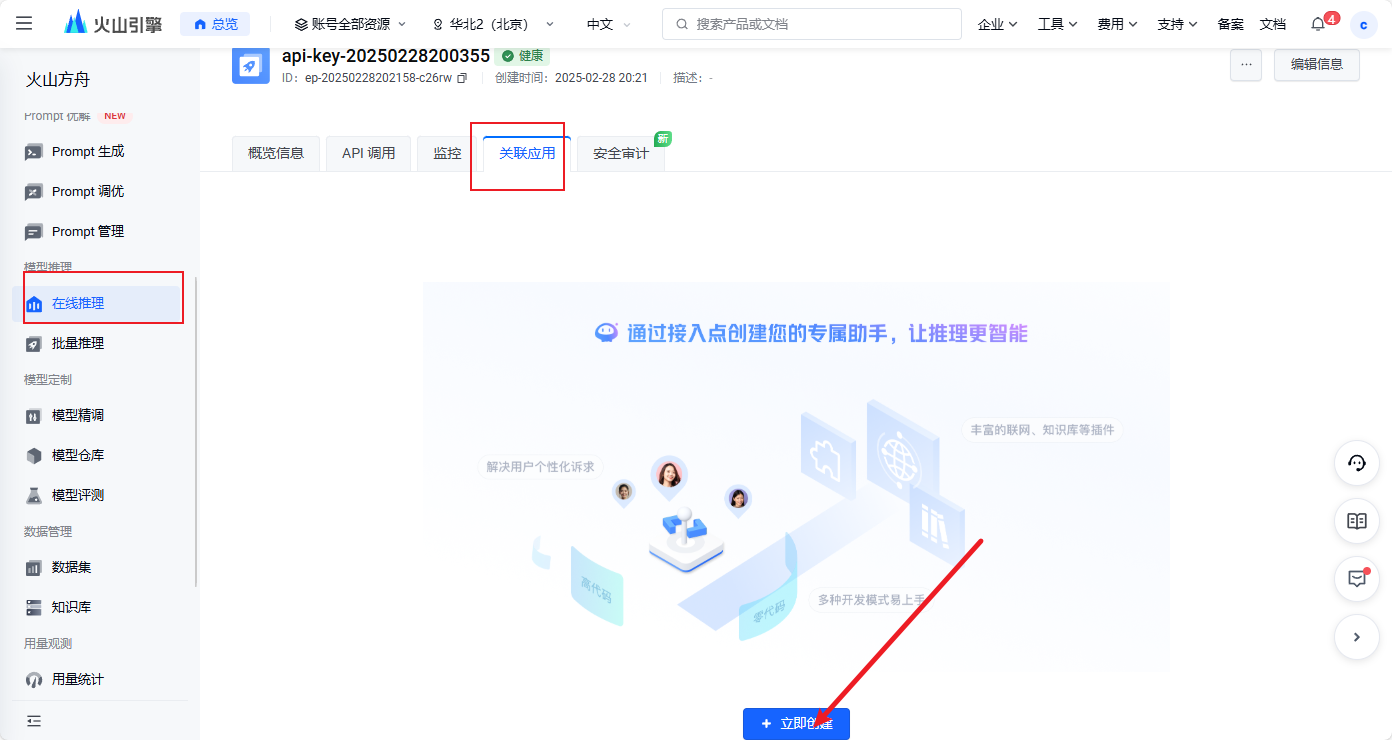 火山引擎
总览
账号全部资源
华北2（北京）
中文
搜索产品或文档
企业
工具
费用
支持
备案
文档
4
c
火山方舟
Prompt 优解 NEW
Prompt 生成
Prompt 调优
Prompt 管理
模型推理
在线推理
批量推理
模型定制
模型精调
模型仓库
模型评测
数据管理
数据集
知识库
用量观测
用量统计
api-key-20250228200355
健康
ID： ep-20250228202158-c26rw
创建时间： 2025-02-28 20:21
描述： -
...
编辑信息
概览信息
API 调用
监控
关联应用
安全审计
新
通过接入点创建您的专属助手，让推理更智能
丰富的联网、知识库等插件
解决用户个性化诉求
高代码
零代码
多种开发模式易上手
+ 立即创建